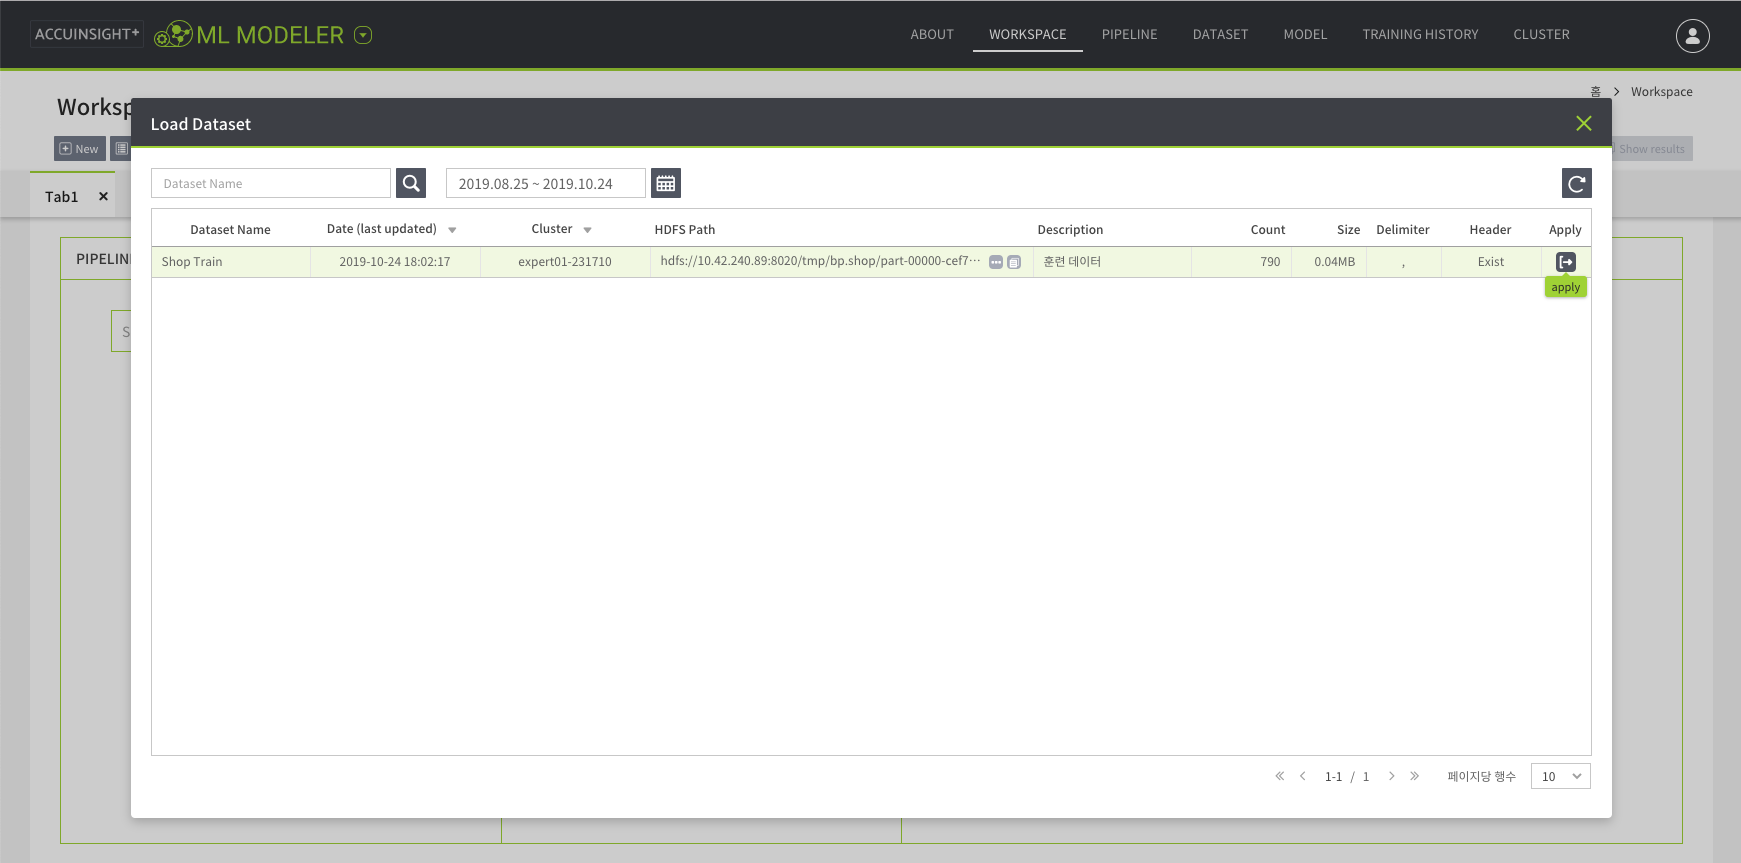 ACCUINSIGHT+ ML MODELER ABOUT WORKSPACE PIPELINE DATASET MODEL TRAINING HISTORY CLUSTER
홈 > Workspace
Load Dataset
New
Show results
Dataset Name 2019.08.25 ~ 2019.10.24
Tab1
Dataset Name Date (last updated) Cluster HDFS Path Description Count Size Delimiter Header Apply
Shop Train 2019-10-24 18:02:17 expert01-231710 hdfs://10.42.240.89:8020/tmp/bp.shop/part-00000-cef7··· 훈련 데이터 790 0.04MB , Exist
apply
1-1 / 1 페이지당 행수 10